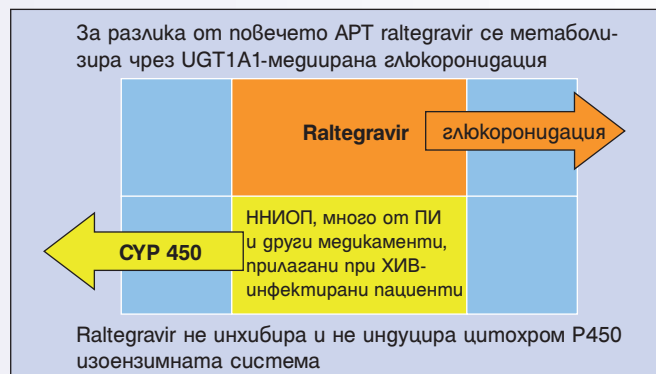 За разлика от повечето АРТ raltegravir се метаболи-
зира чрез UGT1A1-медиирана глюкоронидация
Raltegravir
глюкоронидация
CYP 450
ННИОП, много от ПИ
и други медикаменти,
прилагани при ХИВ-
инфектирани пациенти
Raltegravir не инхибира и не индуцира цитохром P450
изоензимната система